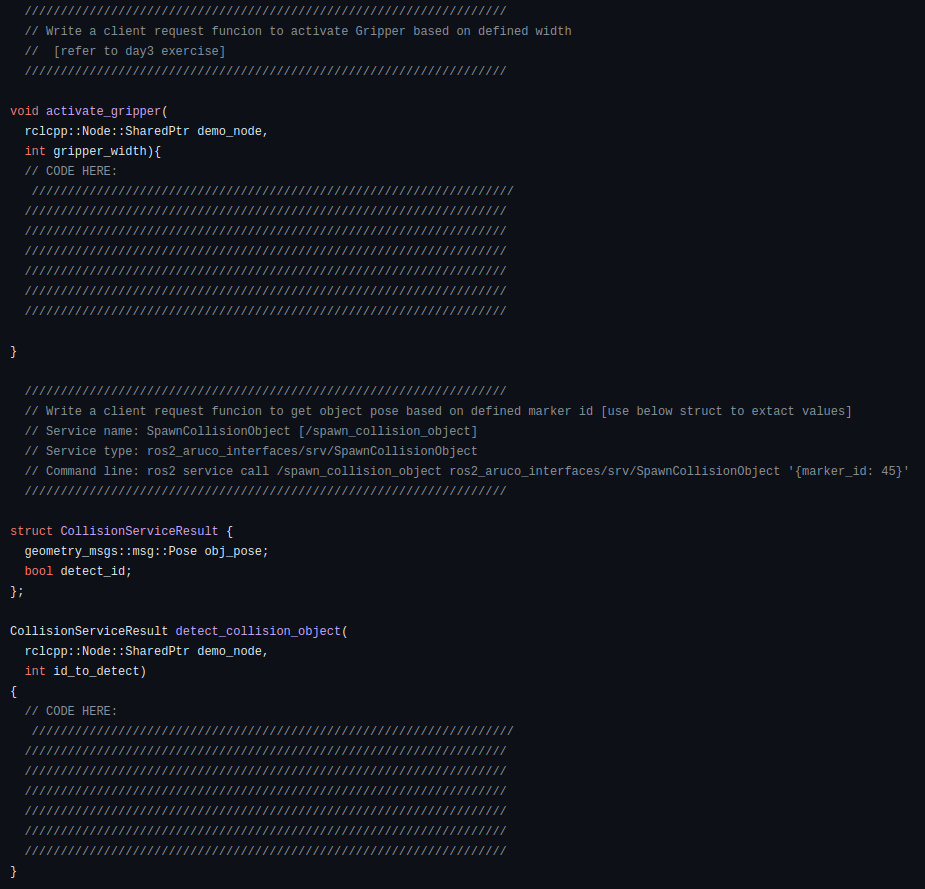 ///////////////////////////////////////////////////////////////////
// Write a client request funcion to activate Gripper based on defined width
//  [refer to day3 exercise]
///////////////////////////////////////////////////////////////////
void activate_gripper(
rclcpp::Node::SharedPtr demo_node,
int gripper_width){
// CODE HERE:
///////////////////////////////////////////////////////////////////
///////////////////////////////////////////////////////////////////
///////////////////////////////////////////////////////////////////
///////////////////////////////////////////////////////////////////
///////////////////////////////////////////////////////////////////
///////////////////////////////////////////////////////////////////
///////////////////////////////////////////////////////////////////
}
///////////////////////////////////////////////////////////////////
// Write a client request funcion to get object pose based on defined marker id [use below struct to extact values]
// Service name: SpawnCollisionObject [/spawn_collision_object]
// Service type: ros2_aruco_interfaces/srv/SpawnCollisionObject
// Command line: ros2 service call /spawn_collision_object ros2_aruco_interfaces/srv/SpawnCollisionObject '{marker_id: 45}'
///////////////////////////////////////////////////////////////////
struct CollisionServiceResult {
geometry_msgs::msg::Pose obj_pose;
bool detect_id;
};
CollisionServiceResult detect_collision_object(
rclcpp::Node::SharedPtr demo_node,
int id_to_detect)
{
// CODE HERE:
///////////////////////////////////////////////////////////////////
///////////////////////////////////////////////////////////////////
///////////////////////////////////////////////////////////////////
///////////////////////////////////////////////////////////////////
///////////////////////////////////////////////////////////////////
///////////////////////////////////////////////////////////////////
///////////////////////////////////////////////////////////////////
}